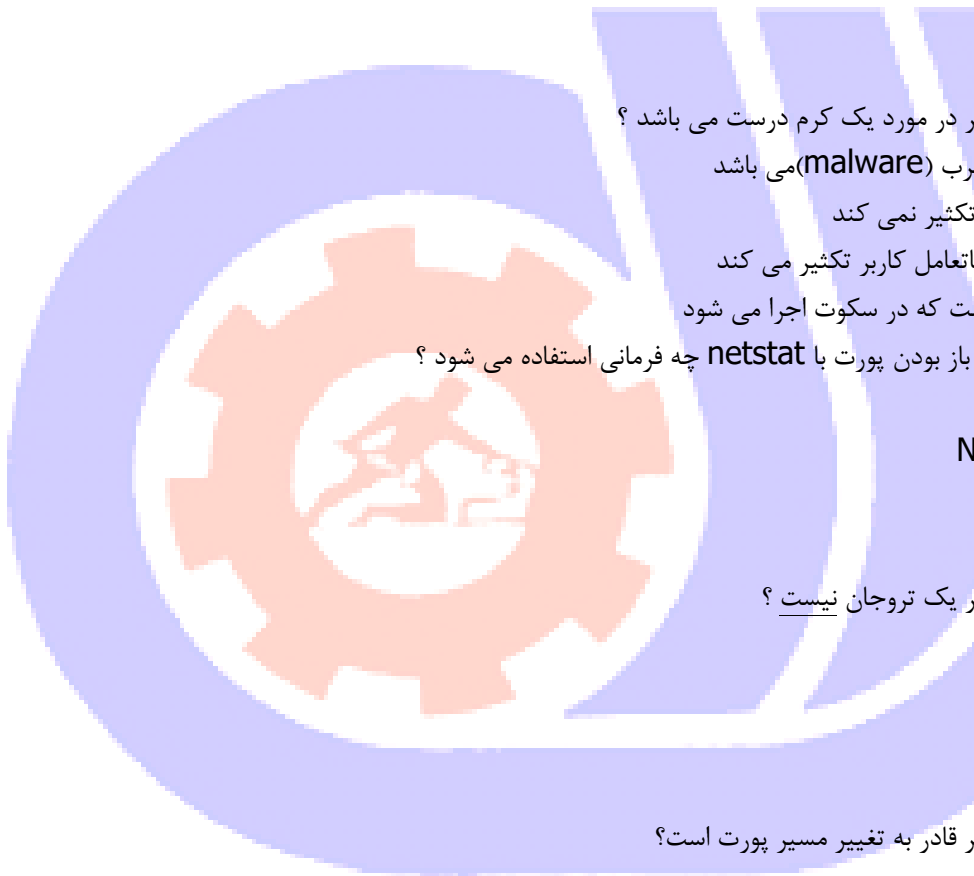 ر در مورد یک کرم درست می باشد ؟
رب (malware)می باشد
تکثیر نمی کند
اتعامل کاربر تکثیر می کند
ت که در سکوت اجرا می شود
باز بودن پورت با netstat چه فرمانی استفاده می شود ؟
N
ر یک تروجان نیست ؟
ر قادر به تغییر مسیر پورت است؟